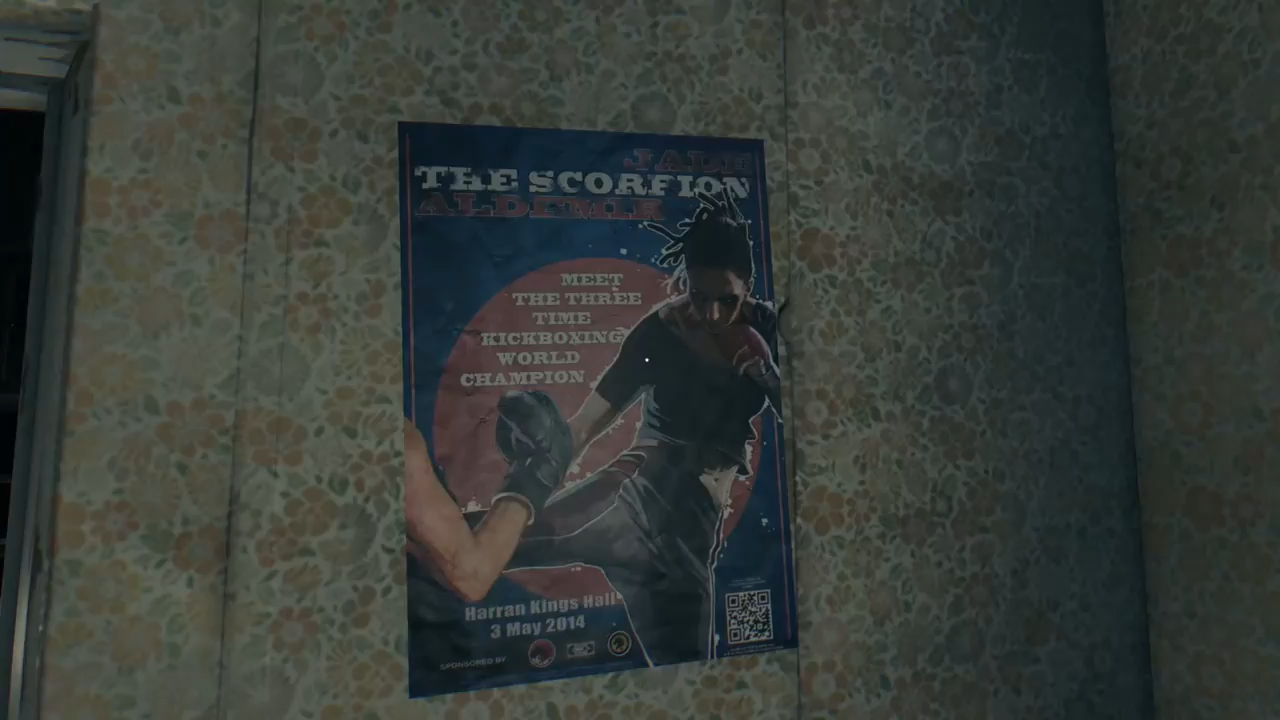 JADE
THE SCORPION
ALDEMIR
MEET
THE THREE
TIME
KICKBOXING
WORLD
CHAMPION
Harran Kings Hall
3 May 2014
SPONSORED BY